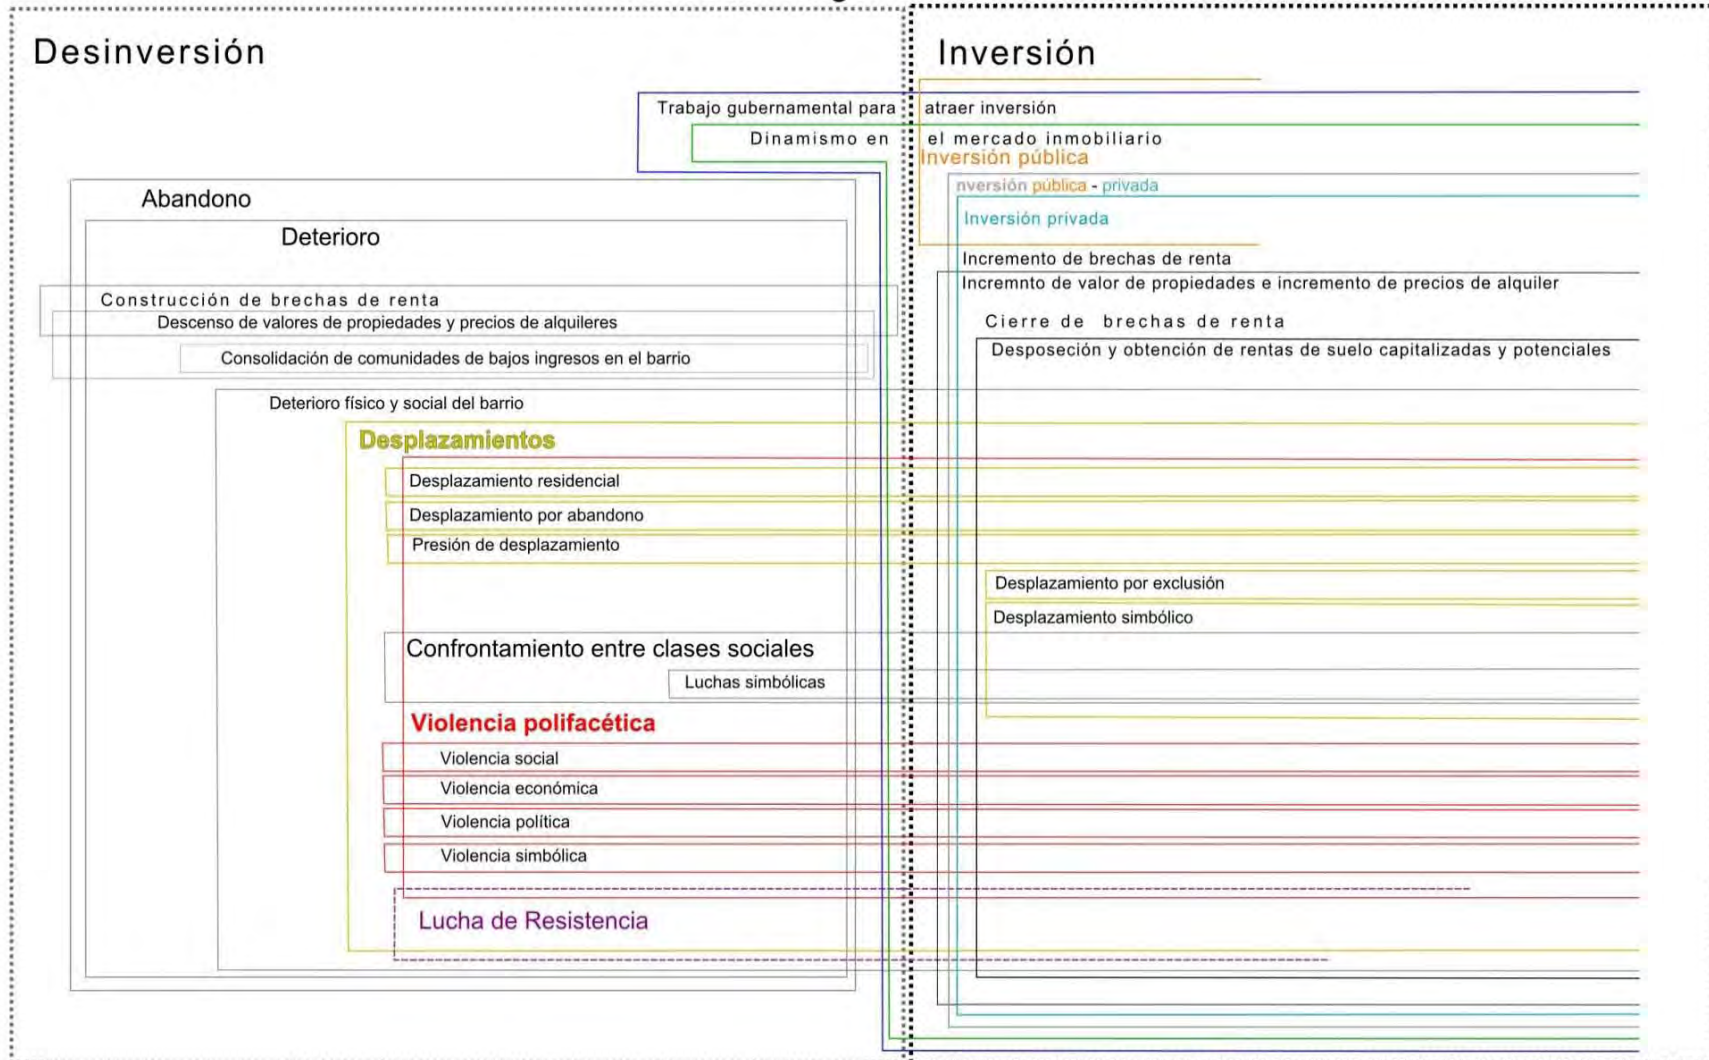 Desinversión
Inversión
Trabajo gubernamental para atraer inversión
Dinamismo en el mercado inmobiliario
Inversión pública
nversión pública - privada
Inversión privada
Abandono
Deterioro
Incremento de brechas de renta
Incremnto de valor de propiedades e incremento de precios de alquiler
Construcción de brechas de renta
Descenso de valores de propiedades y precios de alquileres
Cierre de brechas de renta
Consolidación de comunidades de bajos ingresos en el barrio
Desposeción y obtención de rentas de suelo capitalizadas y potenciales
Deterioro físico y social del barrio
Desplazamientos
Desplazamiento residencial
Desplazamiento por abandono
Presión de desplazamiento
Desplazamiento por exclusión
Desplazamiento simbólico
Confrontamiento entre clases sociales
Luchas simbólicas
Violencia polifacética
Violencia social
Violencia económica
Violencia política
Violencia simbólica
Lucha de Resistencia